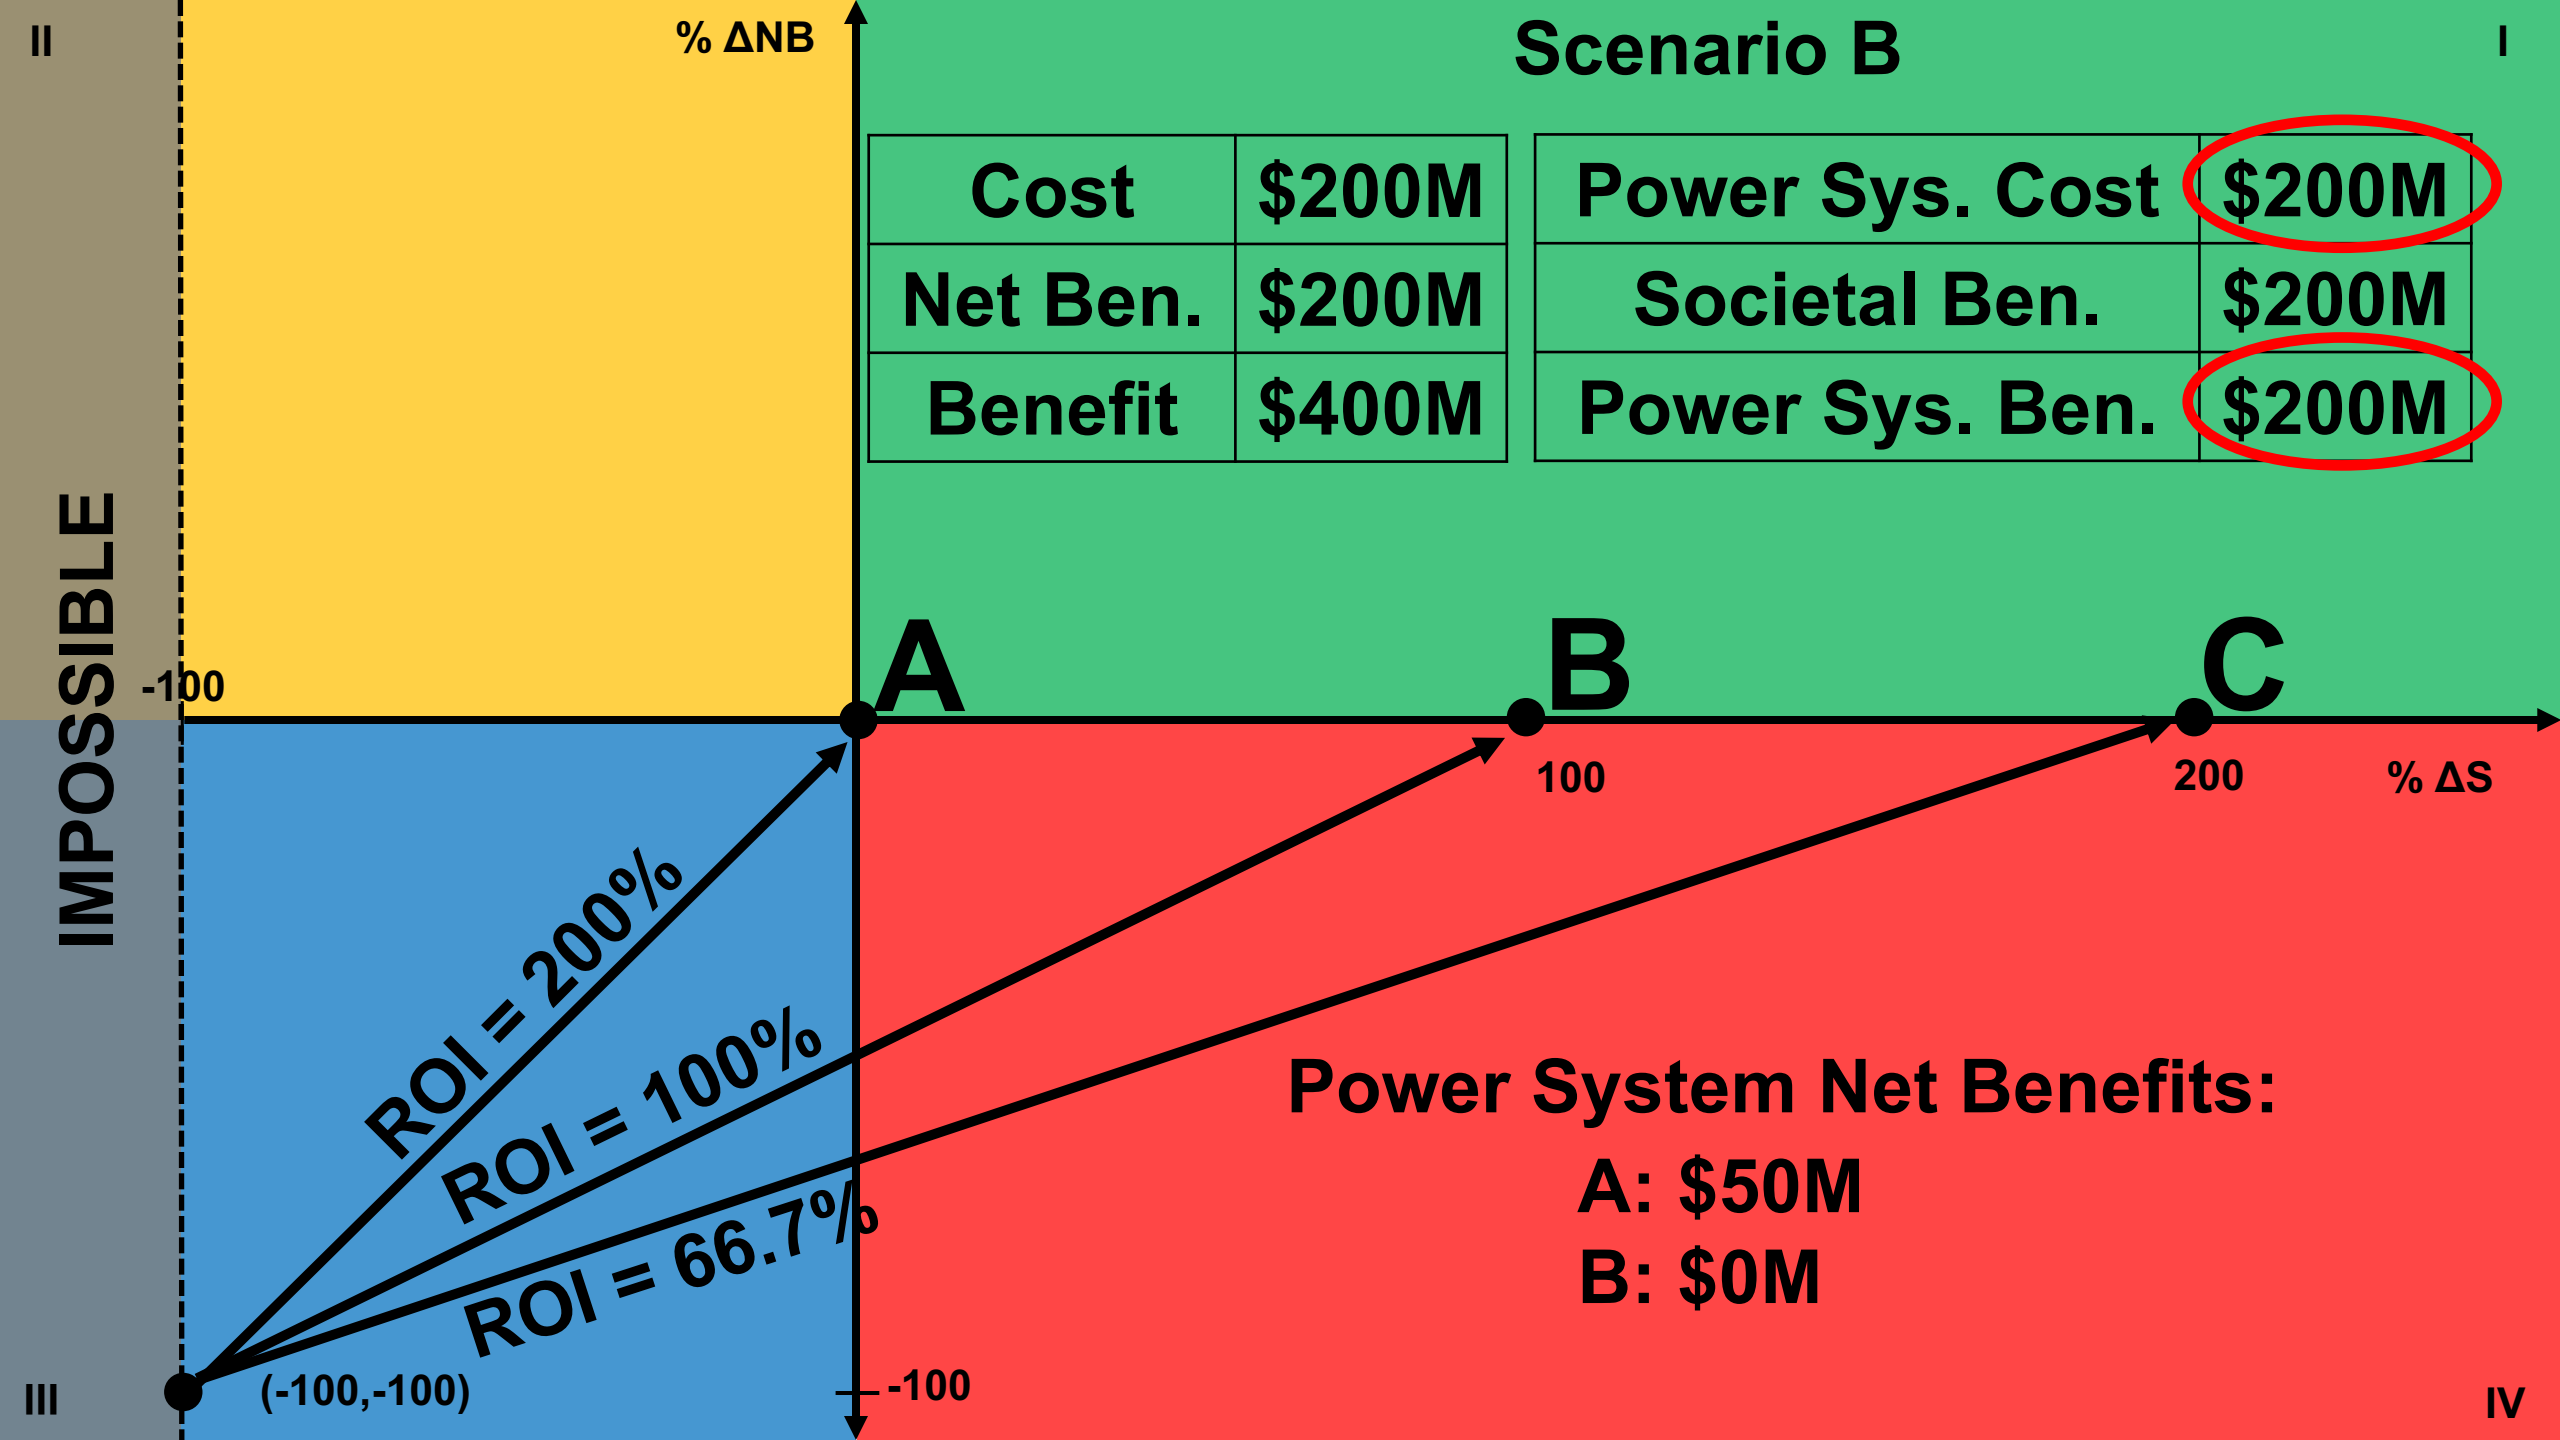 II
% ΔNB
Scenario B
I
Cost $200M
Net Ben. $200M
Benefit $400M
Power Sys. Cost $200M
Societal Ben. $200M
Power Sys. Ben. $200M
IMPOSSIBLE
-100
A
B
C
100
200
% ΔS
ROI = 200%
ROI = 100%
ROI = 66.7%
Power System Net Benefits:
A: $50M
B: $0M
(-100,-100)
-100
III
IV